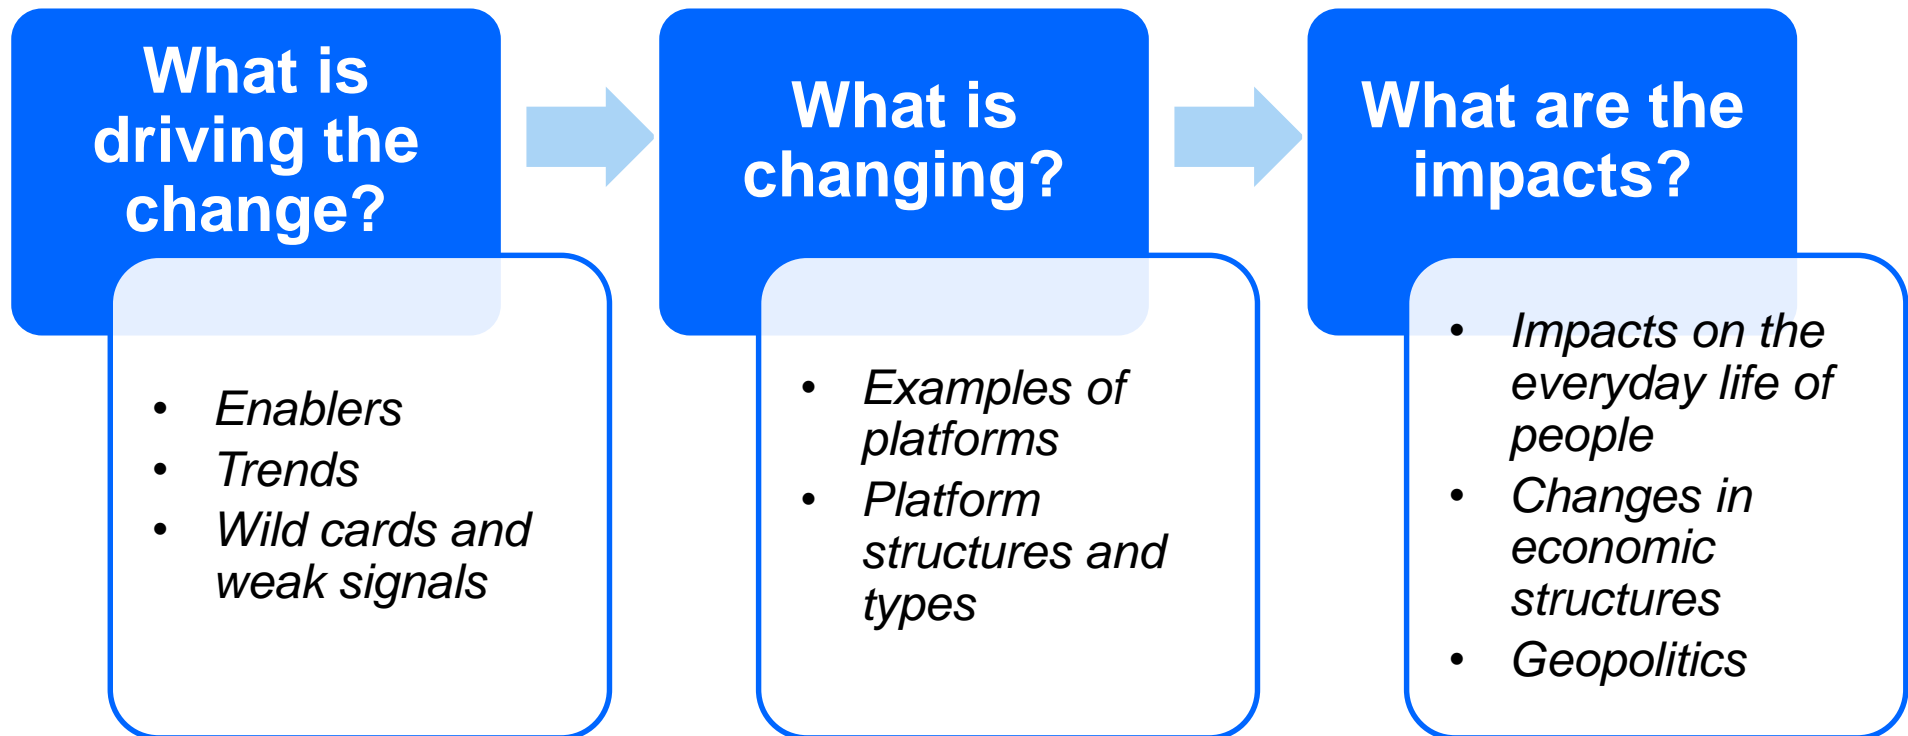 What is
driving the
change?
• Enablers
• Trends
• Wild cards and
weak signals
What is
changing?
• Examples of
platforms
• Platform
structures and
types
What are the
impacts?
• Impacts on the
everyday life of
people
• Changes in
economic
structures
• Geopolitics